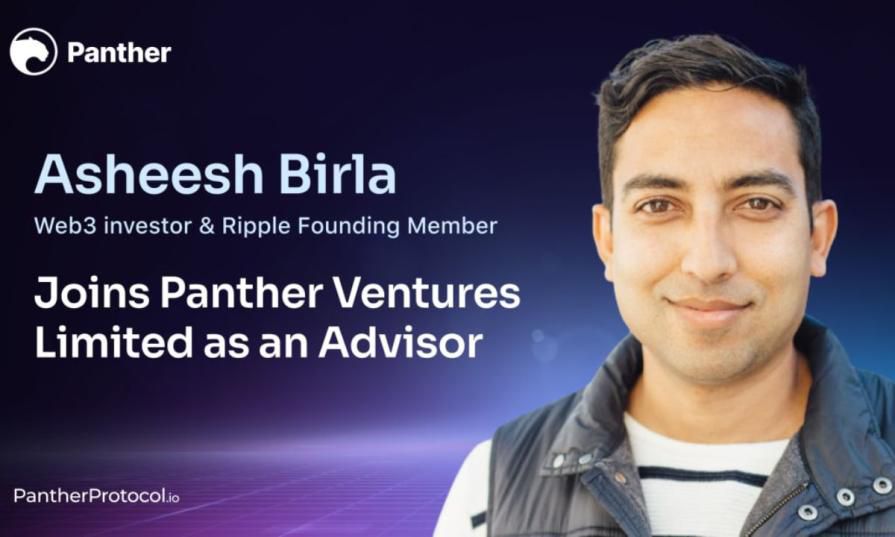 Panther
Asheesh Birla
Web3 investor & Ripple Founding Member
Joins Panther Ventures
Limited as an Advisor
PantherProtocol.io